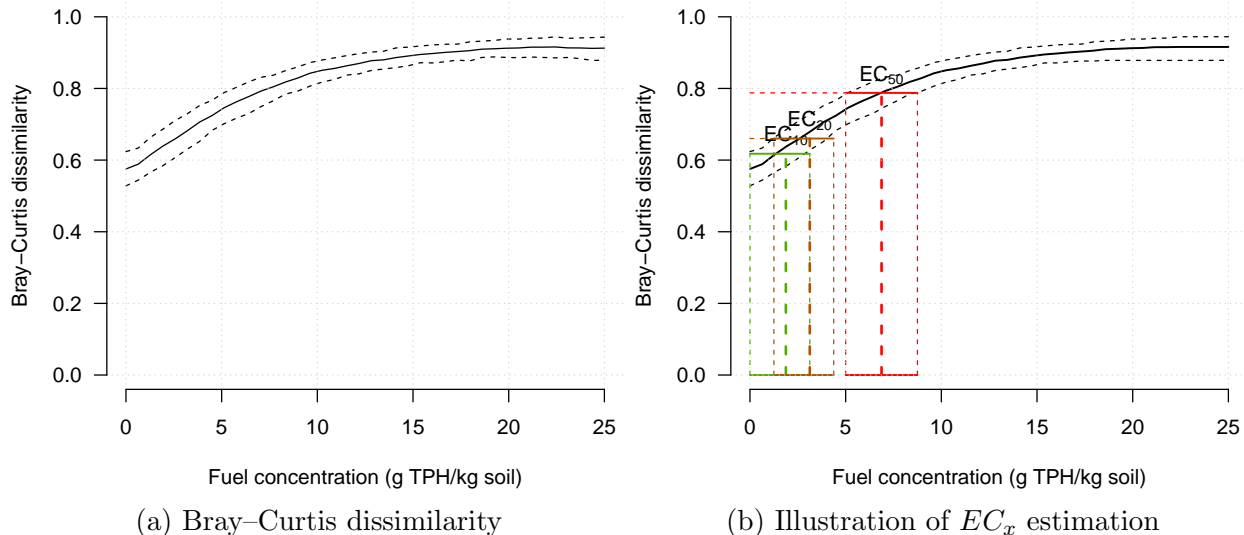 1.0
0.8
0.6
0.4
0.2
0.0
Bray−Curtis dissimilarity
0 5 10 15 20 25
Fuel concentration (g TPH/kg soil)
(a) Bray–Curtis dissimilarity
1.0
0.8
0.6
0.4
0.2
0.0
Bray−Curtis dissimilarity
EC50
EC20
EC10
0 5 10 15 20 25
Fuel concentration (g TPH/kg soil)
(b) Illustration of ECx estimation